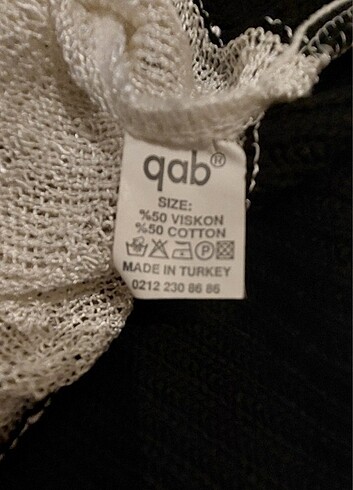 qab®
SIZE:
%50 VISKON
%50 COTTON
P
MADE IN TURKEY
0212 230 86 86